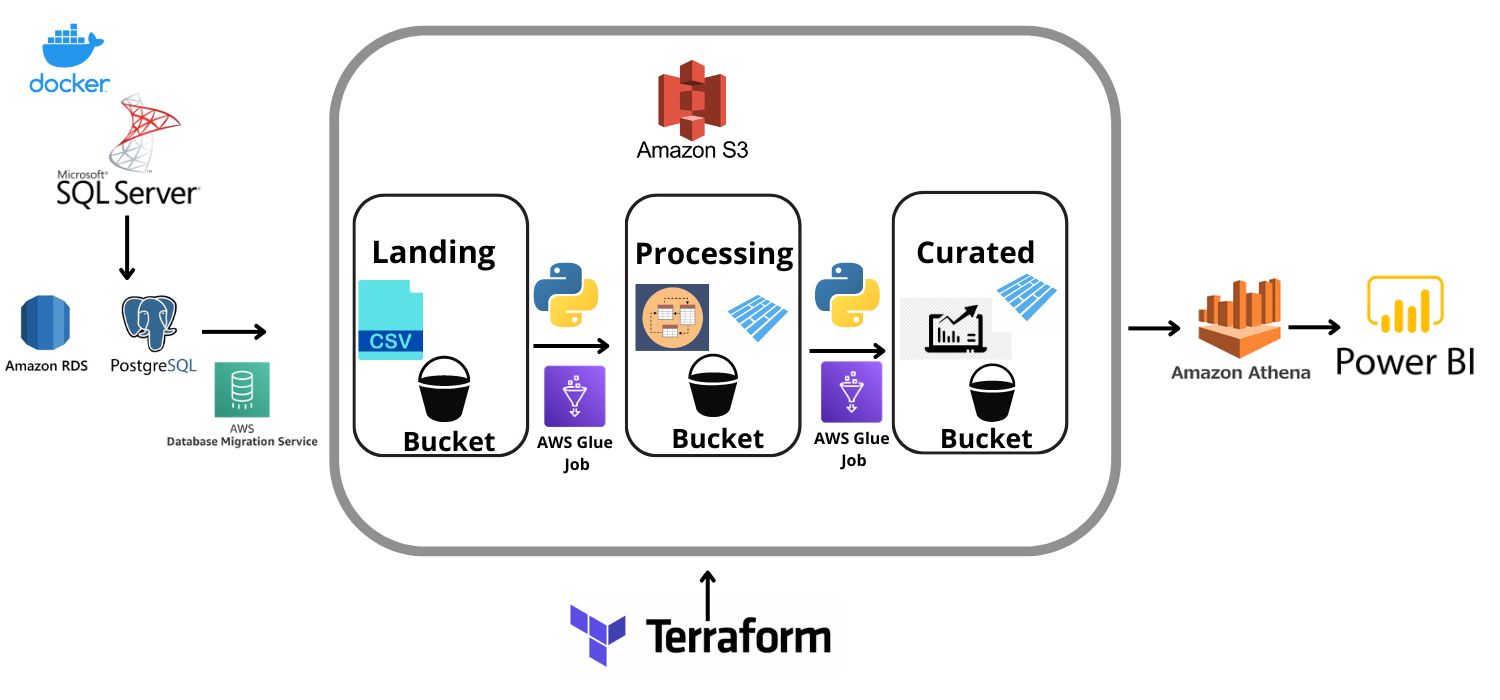 docker
Microsoft®
SQL Server
Amazon RDS
PostgreSQL
AWS
Database Migration Service
Amazon S3
Landing
CSV
Bucket
AWS Glue
Job
Processing
Bucket
AWS Glue
Job
Curated
Bucket
Amazon Athena
Power BI
Terraform